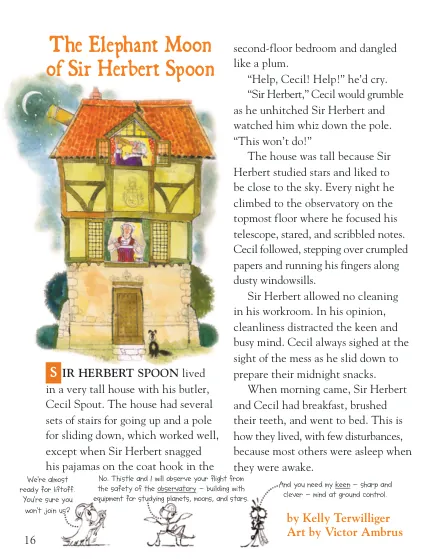 The Elephant Moon
of Sir Herbert Spoon
SIR HERBERT SPOON lived
in a very tall house with his butler,
Cecil Spout. The house had several
sets of stairs for going up and a pole
for sliding down, which worked well,
except when Sir Herbert snagged
his pajamas on the coat hook in the
second-floor bedroom and dangled
like a plum.
“Help, Cecil! Help!” he’d cry.
“Sir Herbert,” Cecil would grumble
as he unhitched Sir Herbert and
watched him whiz down the pole.
“This won’t do!”
The house was tall because Sir
Herbert studied stars and liked to
be close to the sky. Every night he
climbed to the observatory on the
topmost floor where he focused his
telescope, stared, and scribbled notes.
Cecil followed, stepping over crumpled
papers and running his fingers along
dusty windowsills.
Sir Herbert allowed no cleaning
in his workroom. In his opinion,
cleanliness distracted the keen and
busy mind. Cecil always sighed at the
sight of the mess as he slid down to
prepare their midnight snacks.
When morning came, Sir Herbert
and Cecil had breakfast, brushed
their teeth, and went to bed. This is
how they lived, with few disturbances,
because most others were asleep when
they were awake.
We’re almost
ready for liftoff.
You’re sure you
won’t join us?
No. Thistle and I will observe your flight from
the safety of the observatory – building with
equipment for studying planets, moons, and stars.
And you need my keen – sharp and
clever – mind at ground control.
by Kelly Terwilliger
Art by Victor Ambrus
16